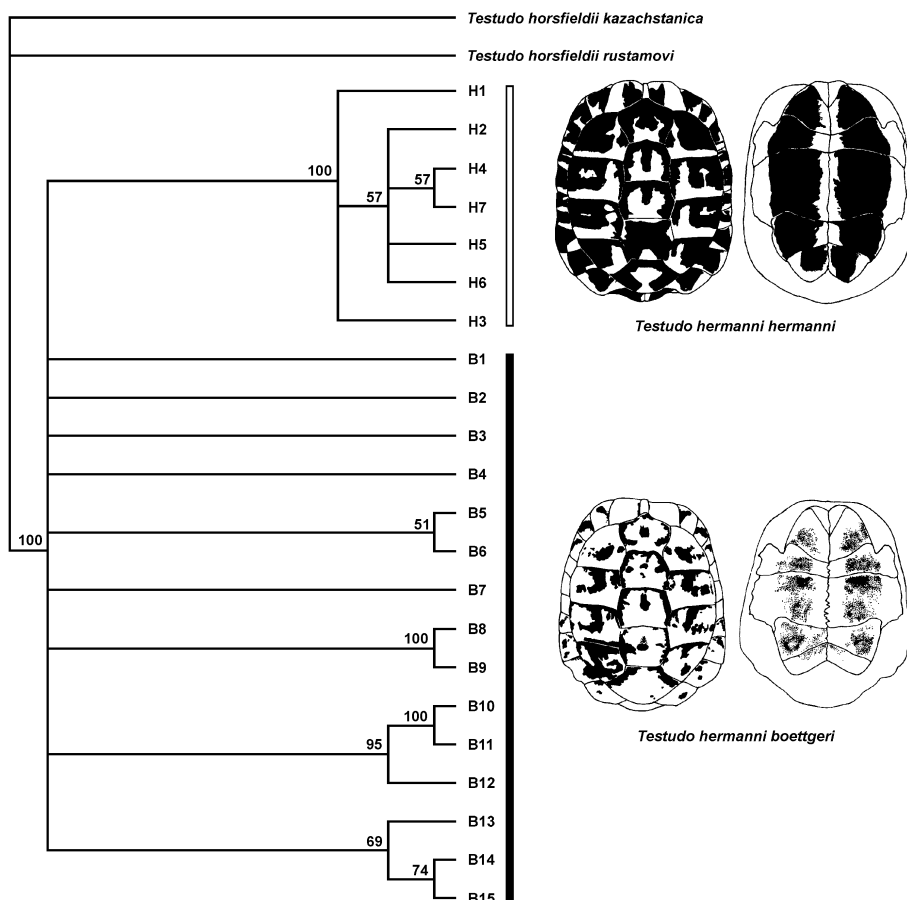 Testudo horsfieldii kazachstanica
Testudo horsfieldii rustamovi
H1
H2
100
H4
57
57
H7
H5
H6
H3
Testudo hermanni hermanni
B1
B2
B3
B4
B5
51
100
B6
B7
B8
100
B9
B10
100
95
B11
Testudo hermanni boettgeri
B12
B13
69
B14
74
B15